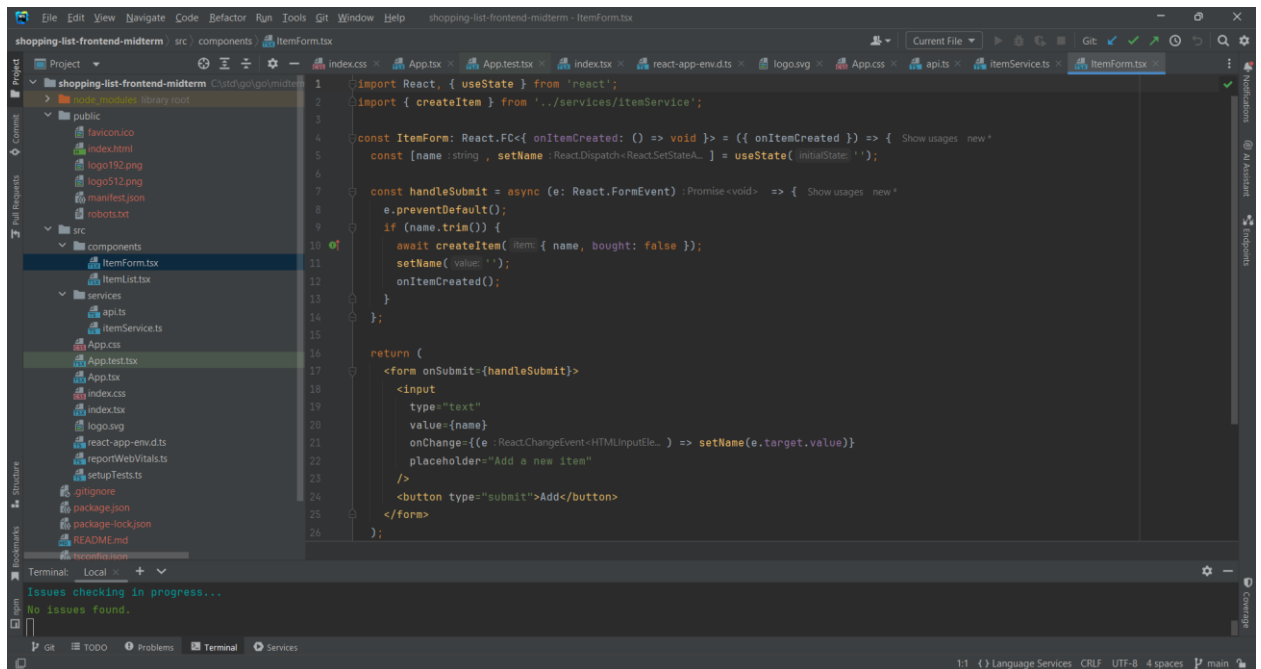 File Edit View Navigate Code Refactor Run Tools Git Window Help shopping-list-frontend-midterm - ItemForm.tsx
shopping-list-frontend-midterm src components ItemForm.tsx Current File Git:
Project index.css App.tsx App.test.tsx index.tsx react-app-env.d.ts logo.svg App.css api.ts itemService.ts ItemForm.tsx
shopping-list-frontend-midterm C:\std\go\go\midterm
node_modules library root
public
favicon.ico
index.html
logo192.png
logo512.png
manifest.json
robots.txt
src
components
ItemForm.tsx
ItemList.tsx
services
api.ts
itemService.ts
App.css
App.test.tsx
App.tsx
index.css
index.tsx
logo.svg
react-app-env.d.ts
reportWebVitals.ts
setupTests.ts
.gitignore
package.json
package-lock.json
README.md
tsconfig.json
1 import React, { useState } from 'react';
2 import { createItem } from '../services/itemService';
3
4 const ItemForm: React.FC<{ onItemCreated: () => void }> = ({ onItemCreated }) => { Show usages new *
5 const [name : string , setName : React.Dispatch<React.SetStateA... ] = useState( initialState: '');
6
7 const handleSubmit = async (e: React.FormEvent) : Promise<void> => { Show usages new *
8 e.preventDefault();
9 if (name.trim()) {
10 await createItem( item: { name, bought: false });
11 setName( value: '');
12 onItemCreated();
13 }
14 };
15
16 return (
17 <form onSubmit={handleSubmit}>
18 <input
19 type="text"
20 value={name}
21 onChange={(e : React.ChangeEvent<HTMLInputEle... ) => setName(e.target.value)}
22 placeholder="Add a new item"
23 />
24 <button type="submit">Add</button>
25 </form>
26 );
Project
Commit
Pull Requests
Structure
Bookmarks
npm
Notifications
AI Assistant
Endpoints
Coverage
Terminal: Local
Issues checking in progress...
No issues found.
Git TODO Problems Terminal Services
1:1 {} Language Services CRLF UTF-8 4 spaces main